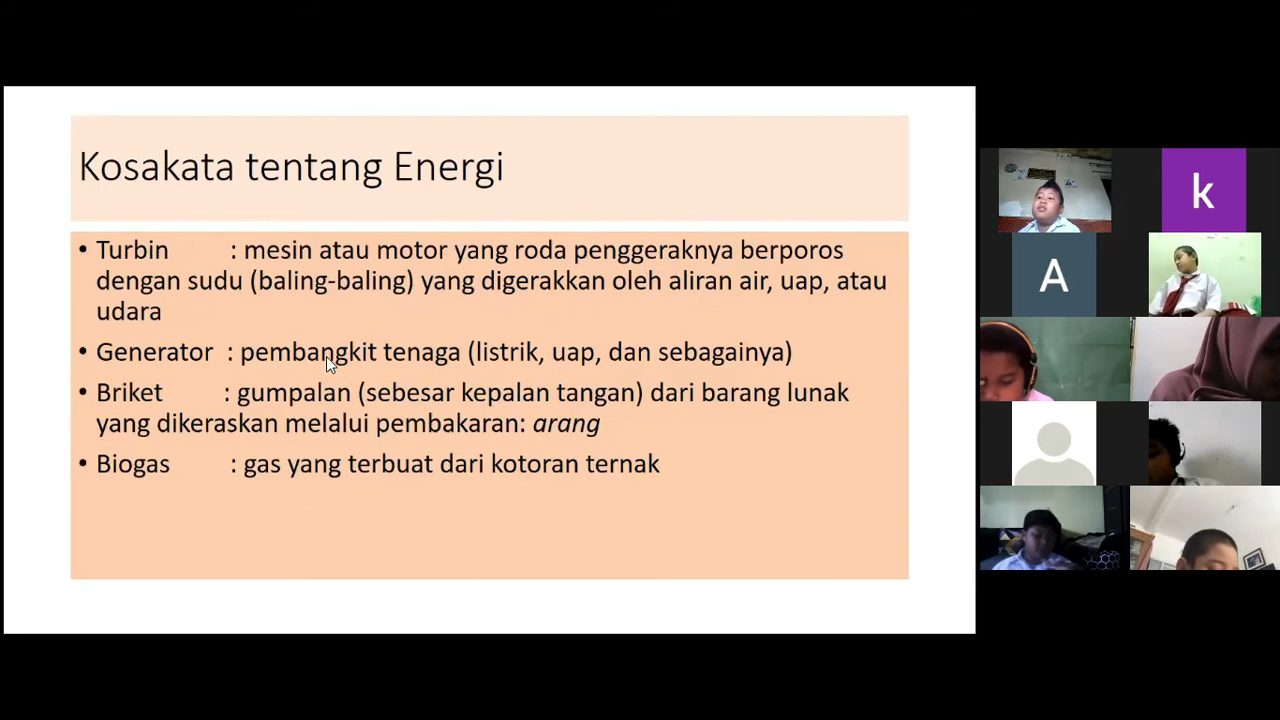 Kosakata tentang Energi
• Turbin : mesin atau motor yang roda penggeraknya berporos
dengan sudu (baling-baling) yang digerakkan oleh aliran air, uap, atau
udara
• Generator : pembangkit tenaga (listrik, uap, dan sebagainya)
• Briket : gumpalan (sebesar kepalan tangan) dari barang lunak
yang dikeraskan melalui pembakaran: arang
• Biogas : gas yang terbuat dari kotoran ternak
k
A